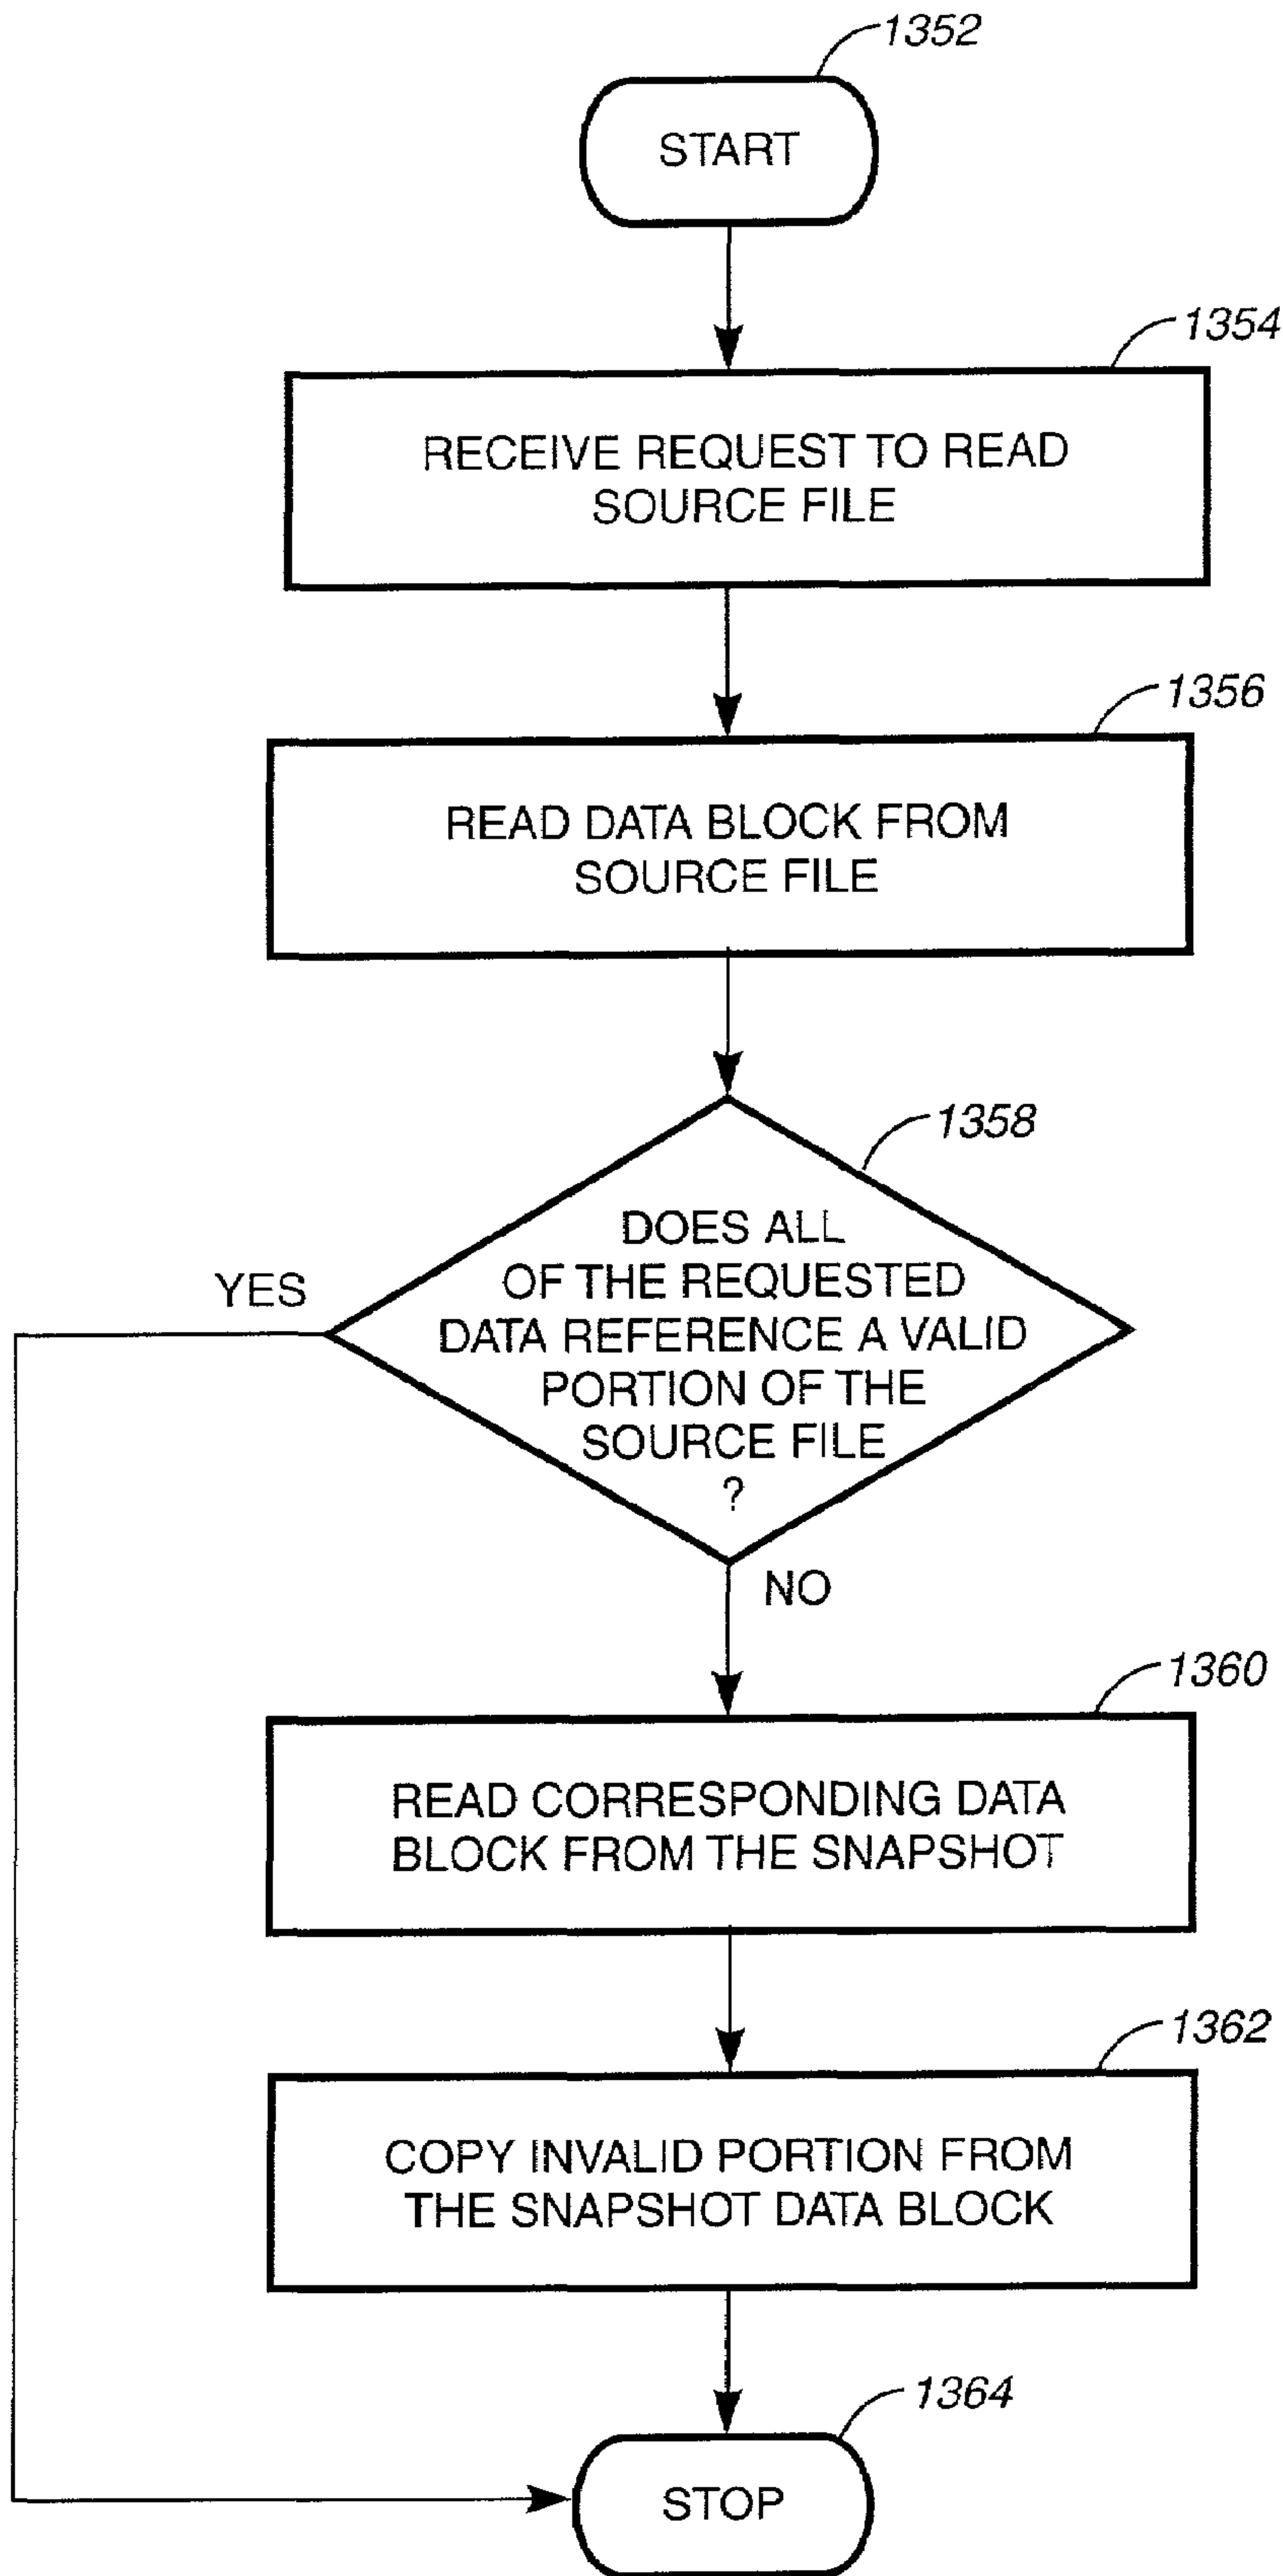 1352
START
1354
RECEIVE REQUEST TO READ
SOURCE FILE
1356
READ DATA BLOCK FROM
SOURCE FILE
1358
DOES ALL
OF THE REQUESTED
DATA REFERENCE A VALID
PORTION OF THE
SOURCE FILE
?
YES
NO
1360
READ CORRESPONDING DATA
BLOCK FROM THE SNAPSHOT
1362
COPY INVALID PORTION FROM
THE SNAPSHOT DATA BLOCK
1364
STOP